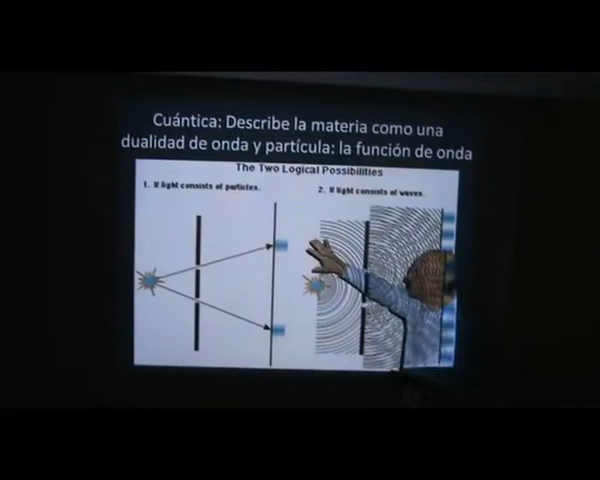 Cuántica: Describe la materia como una
dualidad de onda y partícula: la función de onda
The Two Logical Possibilities
1. If light consists of particles.
2. If light consists of waves.